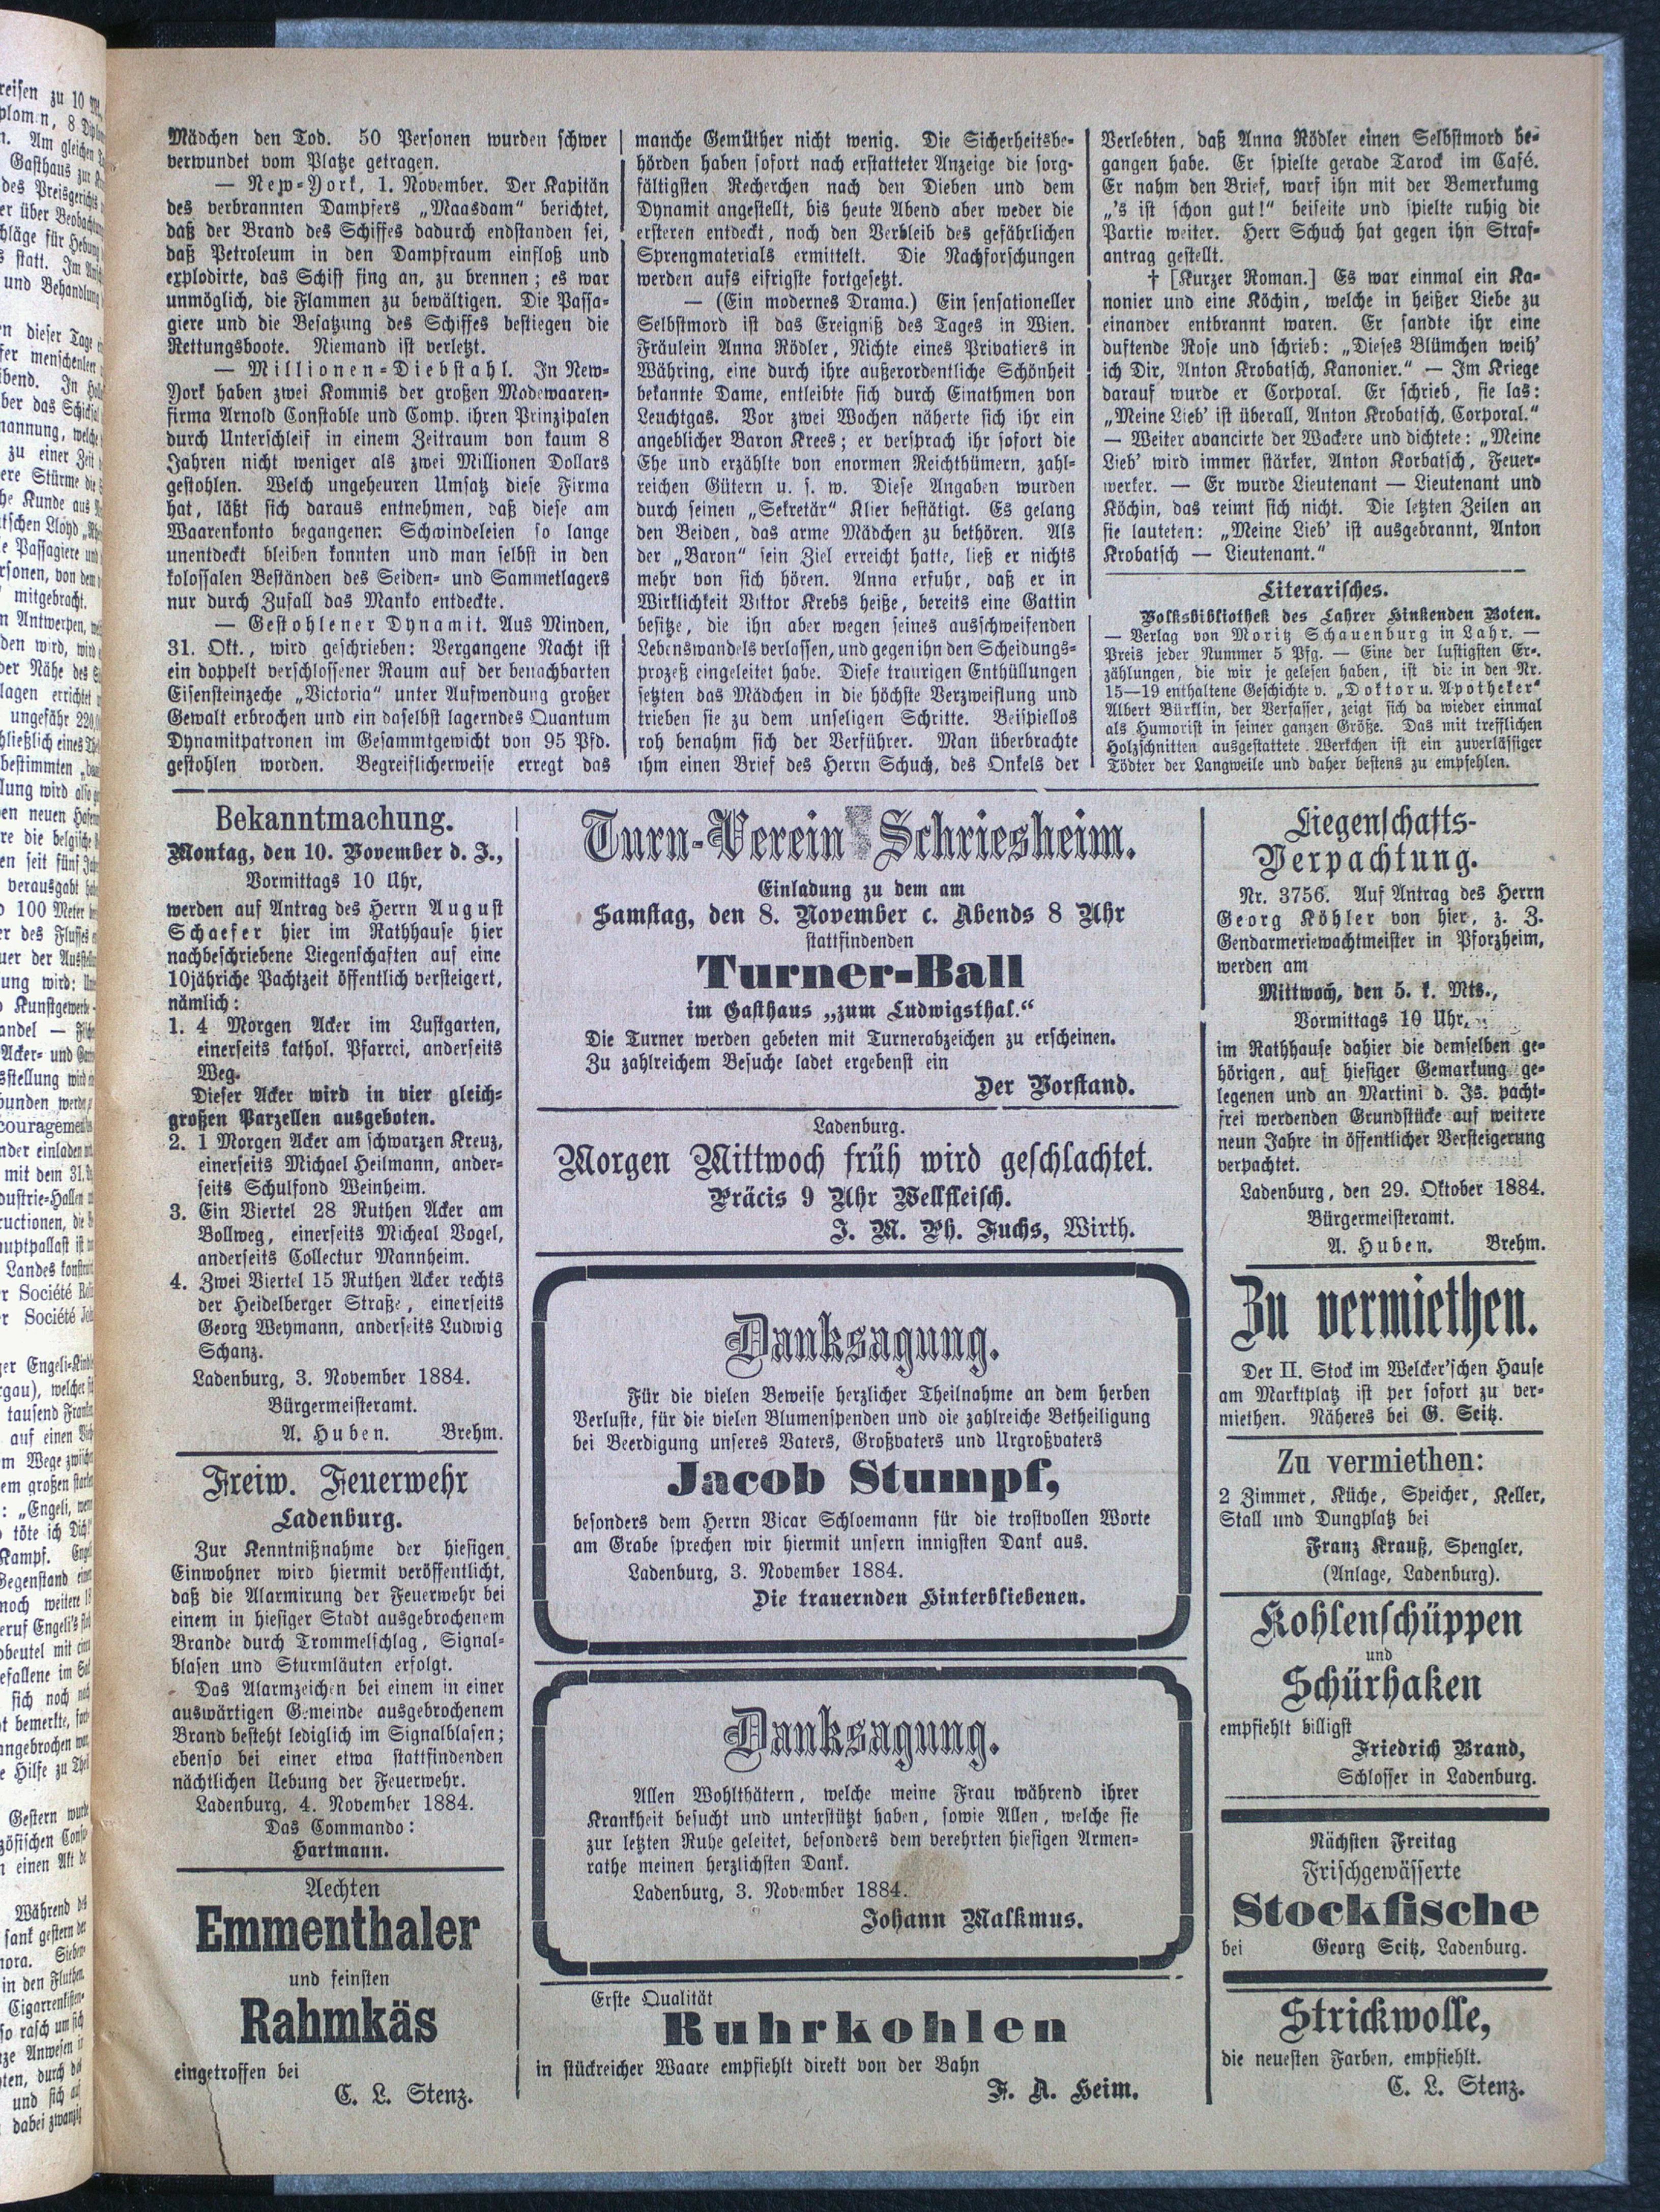 Mädchen den Tod. 50 Personen wurden schwer
verwundet vom Platze getragen.
— New-York, 1. November. Der Kapitän
des verbrannten Dampfers „Maasdam“ berichtet,
daß der Brand des Schiffes dadurch endstanden sei,
daß Petroleum in den Dampfraum einfloß und
explodirte, das Schiff fing an, zu brennen; es war
unmöglich, die Flammen zu bewältigen. Die Passa-
giere und die Besatzung des Schiffes bestiegen die
Rettungsboote. Niemand ist verletzt.
— Millionen-Diebstahl. In New-
York haben zwei Kommis der großen Modewaaren-
firma Arnold Constable und Comp. ihren Prinzipalen
durch Unterschleif in einem Zeitraum von kaum 8
Jahren nicht weniger als zwei Millionen Dollars
gestohlen. Welch ungeheuren Umsatz diese Firma
hat, läßt sich daraus entnehmen, daß diese am
Waarenkonto begangenen Schwindeleien so lange
unentdeckt bleiben konnten und man selbst in den
kolossalen Beständen des Seiden- und Sammetlagers
nur durch Zufall das Manko entdeckte.
— Gestohlener Dynamit. Aus Minden,
31. Okt., wird geschrieben: Vergangene Nacht ist
ein doppelt verschlossener Raum auf der benachbarten
Eisensteinzeche „Victoria“ unter Aufwendung großer
Gewalt erbrochen und ein daselbst lagerndes Quantum
Dynamitpatronen im Gesammtgewicht von 95 Pfd.
gestohlen worden. Begreiflicherweise erregt das
manche Gemüther nicht wenig. Die Sicherheitsbe-
hörden haben sofort nach erstatteter Anzeige die sorg-
fältigsten Recherchen nach den Dieben und dem
Dynamit angestellt, bis heute Abend aber weder die
ersteren entdeckt, noch den Verbleib des gefährlichen
Sprengmaterials ermittelt. Die Nachforschungen
werden aufs eifrigste fortgesetzt.
— (Ein modernes Drama.) Ein sensationeller
Selbstmord ist das Ereigniß des Tages in Wien.
Fräulein Anna Rödler, Nichte eines Privatiers in
Währing, eine durch ihre außerordentliche Schönheit
bekannte Dame, entleibte sich durch Einathmen von
Leuchtgas. Vor zwei Wochen näherte sich ihr ein
angeblicher Baron Krees; er versprach ihr sofort die
Ehe und erzählte von enormen Reichthümern, zahl-
reichen Gütern u. s. w. Diese Angaben wurden
durch seinen „Sekretär“ Klier bestätigt. Es gelang
den Beiden, das arme Mädchen zu bethören. Als
der „Baron“ sein Ziel erreicht hatte, ließ er nichts
mehr von sich hören. Anna erfuhr, daß er in
Wirklichkeit Viktor Krebs heiße, bereits eine Gattin
besitze, die ihn aber wegen seines ausschweifenden
Lebenswandels verlassen, und gegen ihn den Scheidungs-
prozeß eingeleitet habe. Diese traurigen Enthüllungen
setzten das Mädchen in die höchste Verzweiflung und
trieben sie zu dem unseligen Schritte. Beispiellos
roh benahm sich der Verführer. Man überbrachte
ihm einen Brief des Herrn Schuch, des Onkels der
Verlebten, daß Anna Rödler einen Selbstmord be-
gangen habe. Er spielte gerade Tarock im Café.
Er nahm den Brief, warf ihn mit der Bemerkung
„'s ist schon gut!“ beiseite und spielte ruhig die
Partie weiter. Herr Schuch hat gegen ihn Straf-
antrag gestellt.
† [Kurzer Roman.] Es war einmal ein Ka-
nonier und eine Köchin, welche in heißer Liebe zu
einander entbrannt waren. Er sandte ihr eine
duftende Rose und schrieb: „Dieses Blümchen weih'
ich Dir, Anton Krobatsch, Kanonier.“ — Im Kriege
darauf wurde er Corporal. Er schrieb, sie las:
„Meine Lieb' ist überall, Anton Krobatsch, Corporal.“
— Weiter avancirte der Wackere und dichtete: „Meine
Lieb' wird immer stärker, Anton Korbatsch, Feuer-
werker. — Er wurde Lieutenant — Lieutenant und
Köchin, das reimt sich nicht. Die letzten Zeilen an
sie lauteten: „Meine Lieb' ist ausgebrannt, Anton
Krobatsch — Lieutenant.“
Literarisches.
Volksbibliothek des Lahrer Hinkenden Boten.
— Verlag von Moritz Schauenburg in Lahr. —
Preis jeder Nummer 5 Pfg. — Eine der lustigsten Er-
zählungen, die wir je gelesen haben, ist die in den Nr.
15—19 enthaltene Geschichte v. „Doktor u. Apotheker“
Albert Bürklin, der Verfasser, zeigt sich da wieder einmal
als Humorist in seiner ganzen Größe. Das mit trefflichen
Holzschnitten ausgestattete Werkchen ist ein zuverlässiger
Tödter der Langweile und daher bestens zu empfehlen.
Bekanntmachung.
Montag, den 10. November d. J.,
Vormittags 10 Uhr,
werden auf Antrag des Herrn August
Schaefer hier im Rathhause hier
nachbeschriebene Liegenschaften auf eine
10jährige Pachtzeit öffentlich versteigert,
nämlich:
1. 4 Morgen Acker im Lustgarten,
einerseits kathol. Pfarrei, anderseits
Weg.
Dieser Acker wird in vier gleich-
großen Parzellen ausgeboten.
2. 1 Morgen Acker am schwarzen Kreuz,
einerseits Michael Heilmann, ander-
seits Schulfond Weinheim.
3. Ein Viertel 28 Ruthen Acker am
Bollweg, einerseits Micheal Vogel,
anderseits Collectur Mannheim.
4. Zwei Viertel 15 Ruthen Acker rechts
der Heidelberger Straße, einerseits
Georg Weymann, anderseits Ludwig
Schanz.
Ladenburg, 3. November 1884.
Bürgermeisteramt.
A. Huben. Brehm.
Freiw. Feuerwehr
Ladenburg.
Zur Kenntnißnahme der hiesigen
Einwohner wird hiermit veröffentlicht,
daß die Alarmirung der Feuerwehr bei
einem in hiesiger Stadt ausgebrochenem
Brande durch Trommelschlag, Signal-
blasen und Sturmläuten erfolgt.
Das Alarmzeichen bei einem in einer
auswärtigen Gemeinde ausgebrochenem
Brand besteht lediglich im Signalblasen;
ebenso bei einer etwa stattfindenden
nächtlichen Uebung der Feuerwehr.
Ladenburg, 4. November 1884.
Das Commando:
Hartmann.
Aechten
Emmenthaler
und feinsten
Rahmkäs
eingetroffen bei
C. L. Stenz.
Turn-Verein Schriesheim.
Einladung zu dem am
Samstag, den 8. November c. Abends 8 Uhr
stattfindenden
Turner-Ball
im Gasthaus „zum Ludwigsthal.“
Die Turner werden gebeten mit Turnerabzeichen zu erscheinen.
Zu zahlreichem Besuche ladet ergebenst ein
Der Vorstand.
Ladenburg.
Morgen Mittwoch früh wird geschlachtet.
Präcis 9 Uhr Wellfleisch.
J. M. Ph. Fuchs, Wirth.
Danksagung.
Für die vielen Beweise herzlicher Theilnahme an dem herben
Verluste, für die vielen Blumenspenden und die zahlreiche Betheiligung
bei Beerdigung unseres Vaters, Großvaters und Urgroßvaters
Jacob Stumpf,
besonders dem Herrn Vicar Schloemann für die trostvollen Worte
am Grabe sprechen wir hiermit unsern innigsten Dank aus.
Ladenburg, 3. November 1884.
Die trauernden Hinterbliebenen.
Danksagung.
Allen Wohlthätern, welche meine Frau während ihrer
Krankheit besucht und unterstützt haben, sowie Allen, welche sie
zur letzten Ruhe geleitet, besonders dem verehrten hiesigen Armen-
rathe meinen herzlichsten Dank.
Ladenburg, 3. November 1884.
Johann Malkmus.
Erste Qualität
Ruhrkohlen
in stückreicher Waare empfiehlt direkt von der Bahn
F. A. Heim.
Liegenschafts-
Verpachtung.
Nr. 3756. Auf Antrag des Herrn
Georg Köhler von hier, z. Z.
Gendarmeriewachtmeister in Pforzheim,
werden am
Mittwoch, den 5. k. Mts.,
Vormittags 10 Uhr,
im Rathhause dahier die demselben ge-
hörigen, auf hiesiger Gemarkung ge-
legenen und an Martini d. Js. pacht-
frei werdenden Grundstücke auf weitere
neun Jahre in öffentlicher Versteigerung
verpachtet.
Ladenburg, den 29. Oktober 1884.
Bürgermeisteramt.
A. Huben. Brehm.
Zu vermiethen.
Der II. Stock im Welcker'schen Hause
am Marktplatz ist per sofort zu ver-
miethen. Näheres bei G. Seitz.
Zu vermiethen:
2 Zimmer, Küche, Speicher, Keller,
Stall und Dungplatz bei
Franz Krauß, Spengler,
(Anlage, Ladenburg).
Kohlenschüppen
und
Schürhaken
empfiehlt billigst
Friedrich Brand,
Schlosser in Ladenburg.
Nächsten Freitag
Frischgewässerte
Stockfische
bei Georg Seitz, Ladenburg.
Strickwolle,
die neuesten Farben, empfiehlt.
C. L. Stenz.